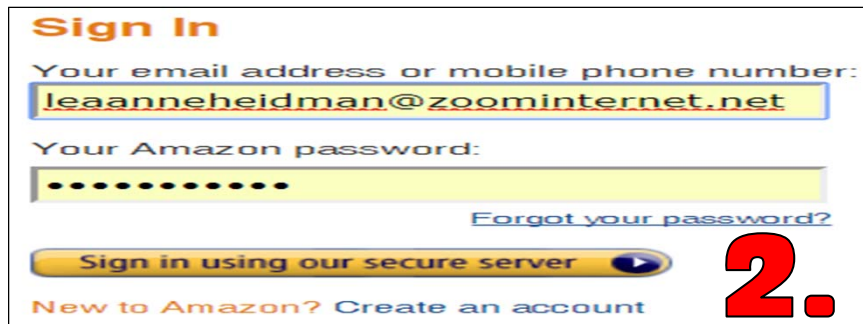 Sign In
Your email address or mobile phone number:
leaanneheidman@zoominternet.net
Your Amazon password:
•••••••••••
Forgot your password?
Sign in using our secure server
New to Amazon? Create an account
2.